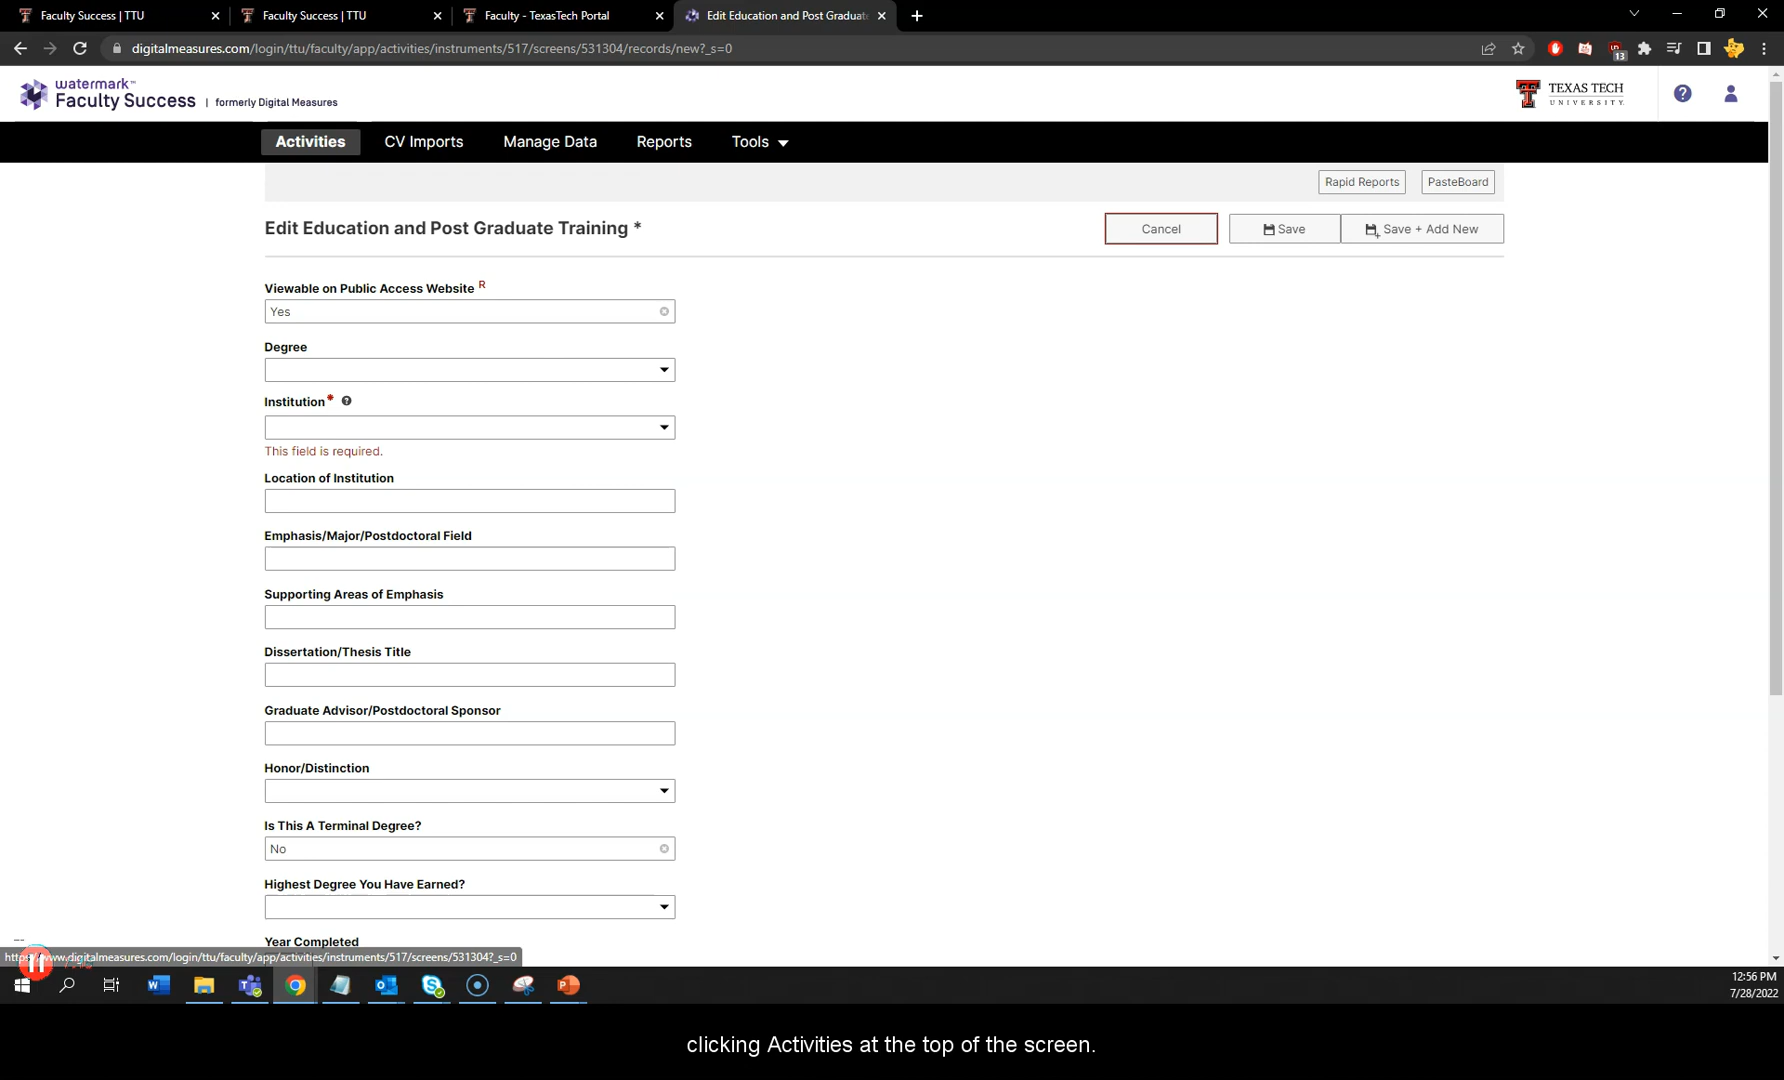 Faculty Success | TTU
Faculty Success | TTU
Faculty - TexasTech Portal
Edit Education and Post Graduat
digitalmeasures.com/login/ttu/faculty/app/activities/instruments/517/screens/531304/records/new?_s=0
13
watermark™
Faculty Success | formerly Digital Measures
TEXAS TECH
UNIVERSITY.
Activities
CV Imports
Manage Data
Reports
Tools
Rapid Reports
PasteBoard
Edit Education and Post Graduate Training *
Cancel
Save
Save + Add New
Viewable on Public Access Website R
Yes
Degree
Institution*
This field is required.
Location of Institution
Emphasis/Major/Postdoctoral Field
Supporting Areas of Emphasis
Dissertation/Thesis Title
Graduate Advisor/Postdoctoral Sponsor
Honor/Distinction
Is This A Terminal Degree?
No
Highest Degree You Have Earned?
Year Completed
www.digitalmeasures.com/login/ttu/faculty/app/activities/instruments/517/screens/531304?_s=0
12:56 PM
7/28/2022
clicking Activities at the top of the screen.